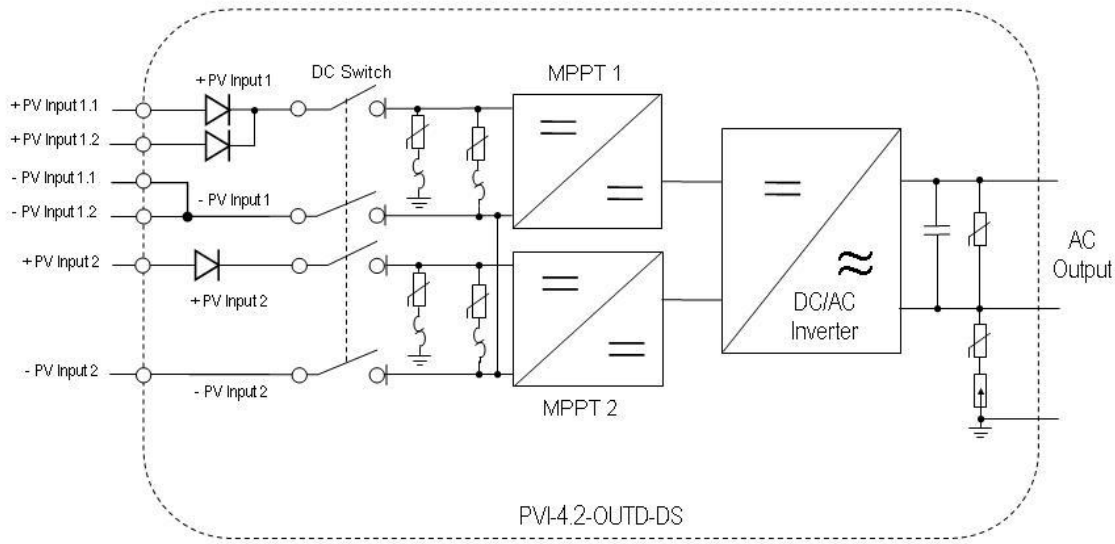 + PV Input 1
DC Switch
MPPT 1
+ PV Input 1.1
+ PV Input 1.2
- PV Input 1.1
- PV Input 1.2
- PV Input 1
+ PV Input 2
+ PV Input 2
- PV Input 2
- PV Input 2
MPPT 2
DC/AC
Inverter
AC
Output
PVI-4.2-OUTD-DS